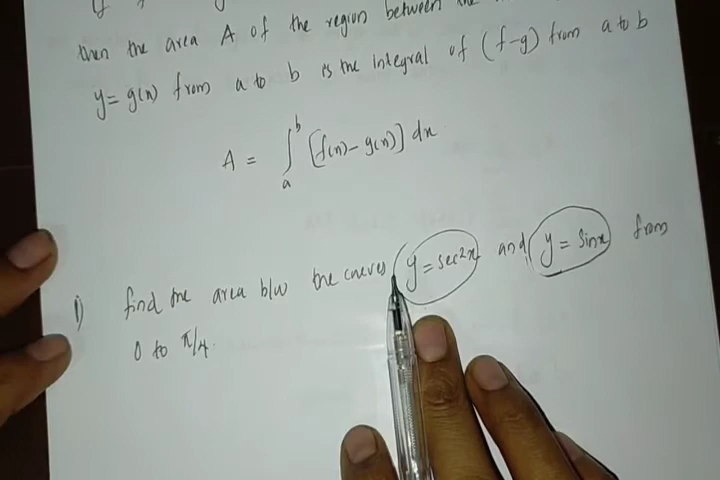 then the area A of the region between the
y = g(x) from a to b is the integral of (f-g) from a to b
A = ∫ₐᵇ [f(x) - g(x)] dx
1) find the area b/w the curves y = sec²x and y = sinx from
0 to π/4.